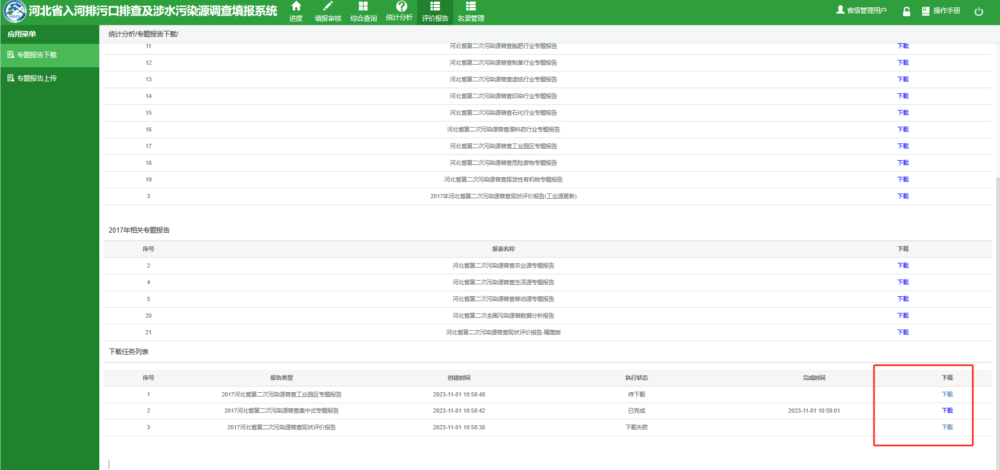 河北省入河排污口排查及涉水污染源调查填报系统
HBEE
进度 填报审核 综合查询 统计分析 评价报告 名录管理
省级管理用户 操作手册
应用菜单
专题报告下载
专题报告上传
统计分析/专题报告下载/
11 河北省第二次污染源普查氮肥行业专题报告 下载
12 河北省第二次污染源普查制革行业专题报告 下载
13 河北省第二次污染源普查造纸行业专题报告 下载
14 河北省第二次污染源普查印染行业专题报告 下载
15 河北省第二次污染源普查石化行业专题报告 下载
16 河北省第二次污染源普查原料药行业专题报告 下载
17 河北省第二次污染源普查工业园区专题报告 下载
18 河北省第二次污染源普查危险废物专题报告 下载
19 河北省第二次污染源普查挥发性有机物专题报告 下载
3 2017年河北省第二次污染源普查现状评价报告(工业源更新) 下载
2017年相关专题报告
序号 报表名称 下载
2 河北省第二次污染源普查农业源专题报告 下载
4 河北省第二次污染源普查生活源专题报告 下载
5 河北省第二次污染源普查移动源专题报告 下载
20 河北省第二次全国污染源普数据分析报告 下载
21 河北省第二次污染源普查现状评价报告-精简版 下载
下载任务列表
序号 报告类型 创建时间 执行状态 完成时间 下载
1 2017河北省第二次污染源普查工业园区专题报告 2023-11-01 10:58:48 待下载 下载
2 2017河北省第二次污染源普查集中式专题报告 2023-11-01 10:58:42 已完成 2023-11-01 10:59:01 下载
3 2017河北省第二次污染源普查现状评价报告 2023-11-01 10:58:38 下载失败 下载